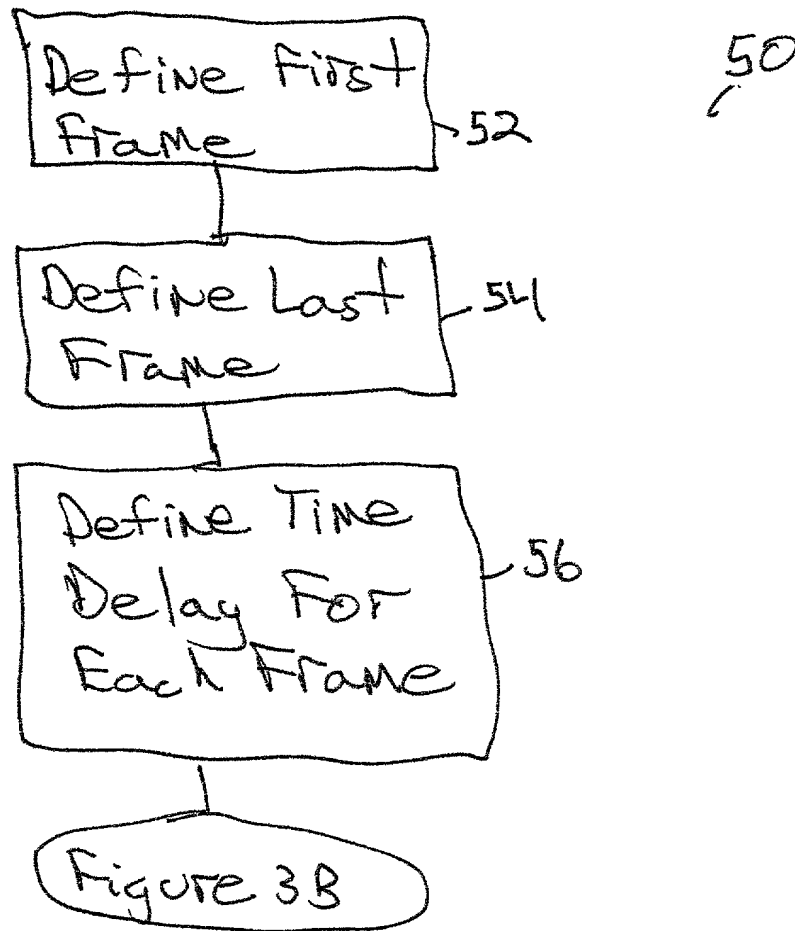 Define First
Frame
52
50
Define Last
Frame
54
Define Time
Delay For
Each Frame
56
Figure 3B